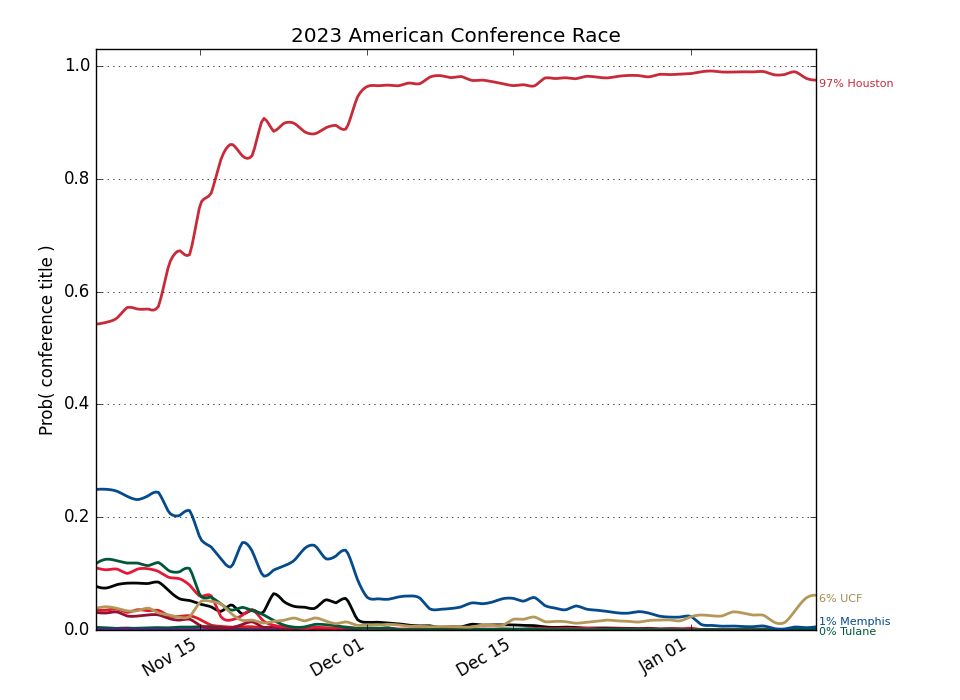 2023 American Conference Race
Prob( conference title )
1.0
0.8
0.6
0.4
0.2
0.0
97% Houston
6% UCF
1% Memphis
0% Tulane
Nov 15
Dec 01
Dec 15
Jan 01